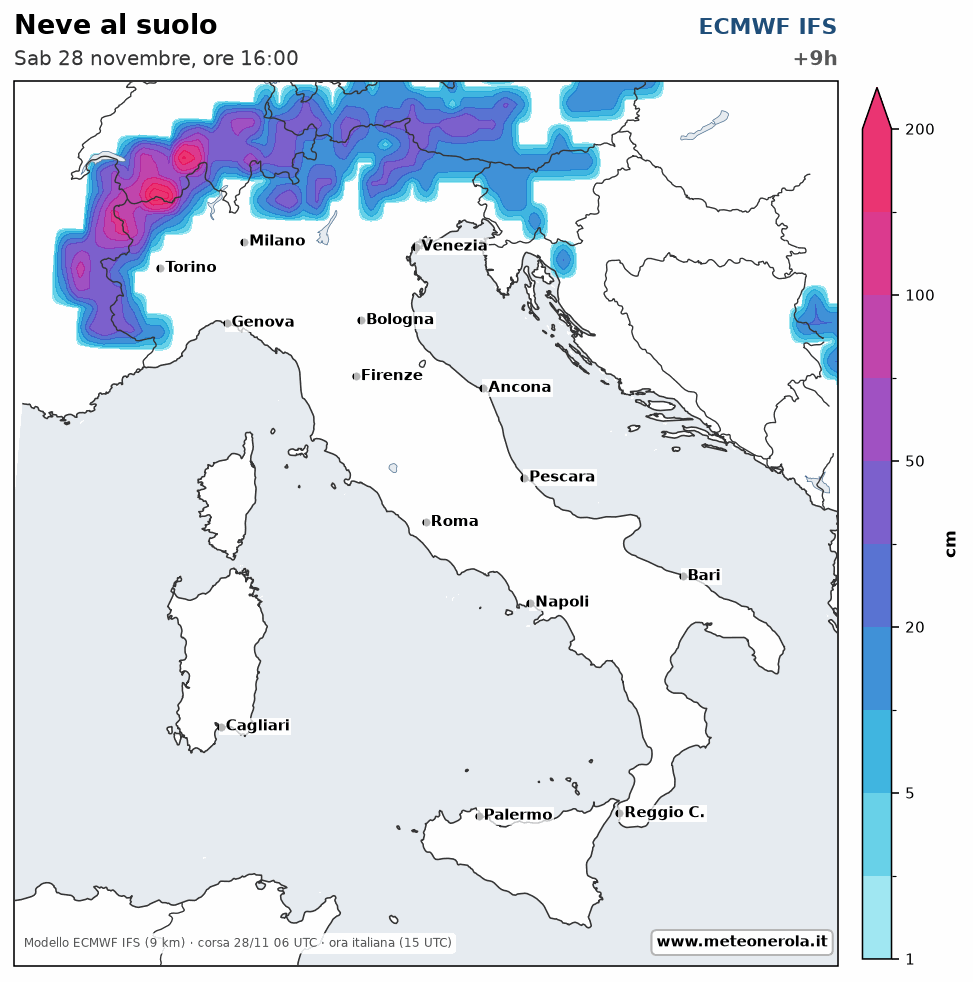 Neve al suolo
ECMWF IFS
Sab 28 novembre, ore 16:00
+9h
200
100
50
20
5
1
cm
Milano
Venezia
Torino
Genova
Bologna
Firenze
Ancona
Pescara
Roma
Bari
Napoli
Cagliari
Palermo
Reggio C.
Modello ECMWF IFS (9 km) · corsa 28/11 06 UTC · ora italiana (15 UTC)
www.meteonerola.it